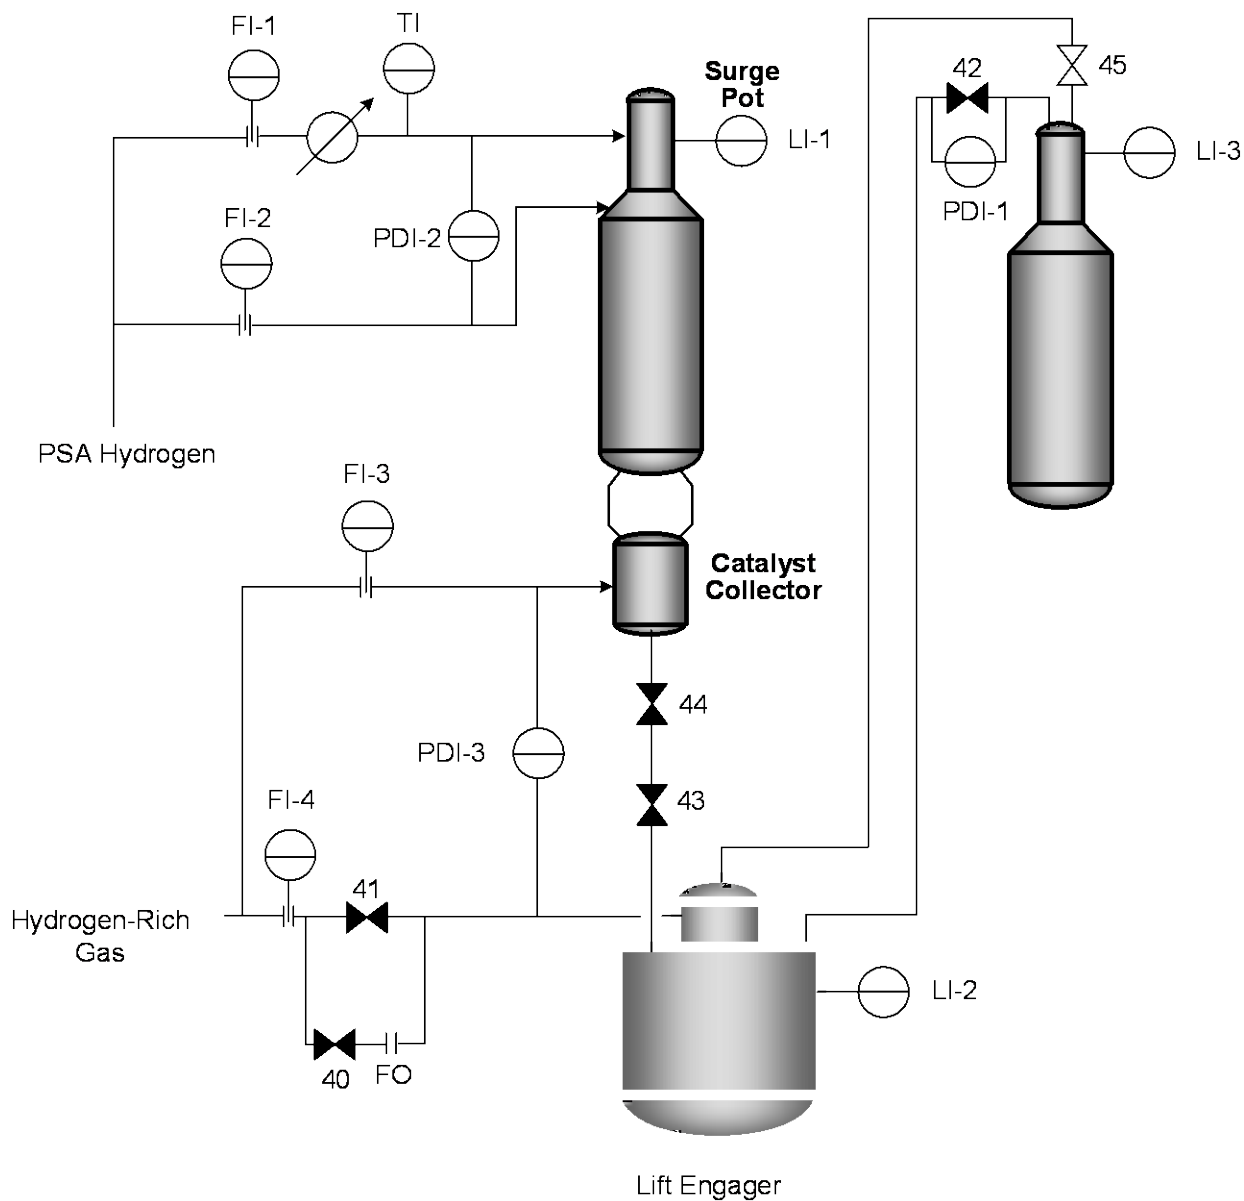 FI-1
TI
Surge
Pot
42
45
LI-1
LI-3
FI-2
PDI-2
PDI-1
PSA Hydrogen
FI-3
Catalyst
Collector
44
PDI-3
43
FI-4
41
Hydrogen-Rich
Gas
LI-2
40
FO
Lift Engager